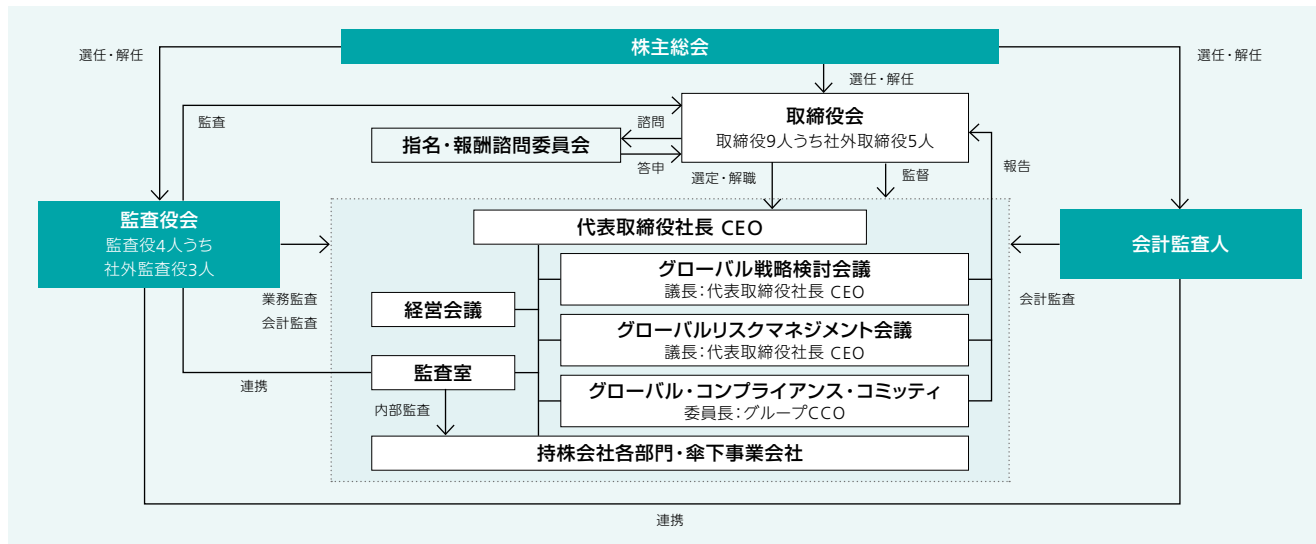 株主総会
選任・解任
選任・解任
選任・解任
監査
諮問
取締役会
取締役9人うち社外取締役5人
指名・報酬諮問委員会
答申
選定・解職
監督
報告
監査役会
監査役4人うち
社外監査役3人
代表取締役社長 CEO
会計監査人
グローバル戦略検討会議
議長：代表取締役社長 CEO
業務監査
会計監査
経営会議
会計監査
グローバルリスクマネジメント会議
議長：代表取締役社長 CEO
連携
監査室
グローバル・コンプライアンス・コミッティ
委員長：グループCCO
内部監査
持株会社各部門・傘下事業会社
連携